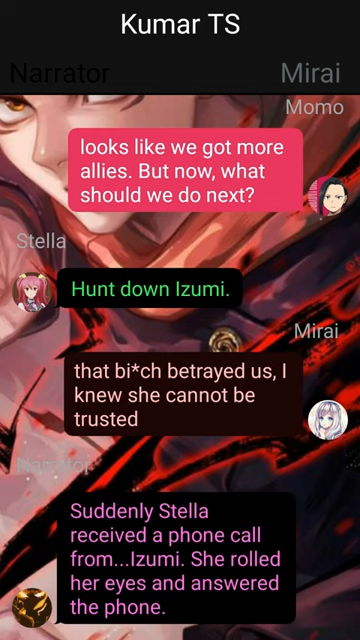 Kumar TS
Narrator
Mirai
Momo
looks like we got more
allies. But now, what
should we do next?
Stella
Hunt down Izumi.
Mirai
that bi*ch betrayed us, I
knew she cannot be
trusted
Narrator
Suddenly Stella
received a phone call
from...Izumi. She rolled
her eyes and answered
the phone.